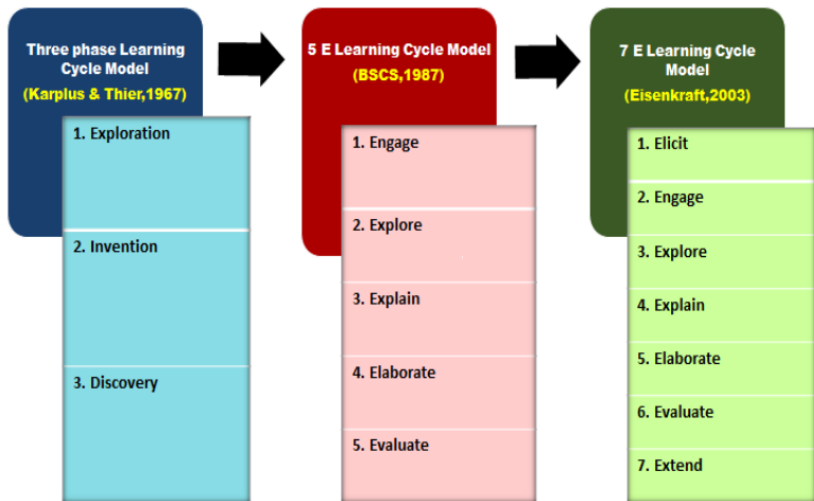 Three phase Learning
Cycle Model
(Karplus & Thier,1967)
1. Exploration
2. Invention
3. Discovery
5 E Learning Cycle Model
(BSCS,1987)
1. Engage
2. Explore
3. Explain
4. Elaborate
5. Evaluate
7 E Learning Cycle
Model
(Eisenkraft,2003)
1. Elicit
2. Engage
3. Explore
4. Explain
5. Elaborate
6. Evaluate
7. Extend